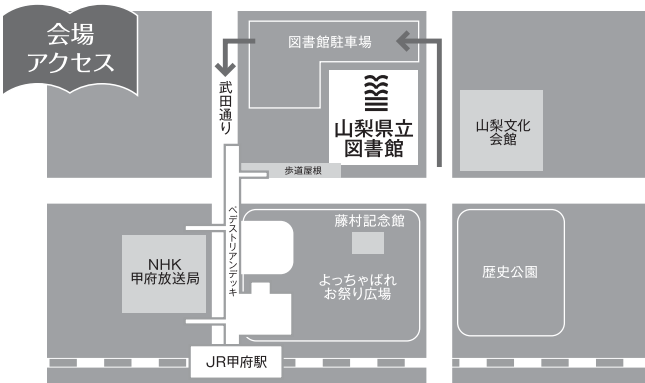 会場
アクセス
図書館駐車場
武田通り
山梨県立
図書館
山梨文化
会館
歩道屋根
ペデストリアンデッキ
藤村記念館
NHK
甲府放送局
よっちゃばれ
お祭り広場
歴史公園
JR甲府駅